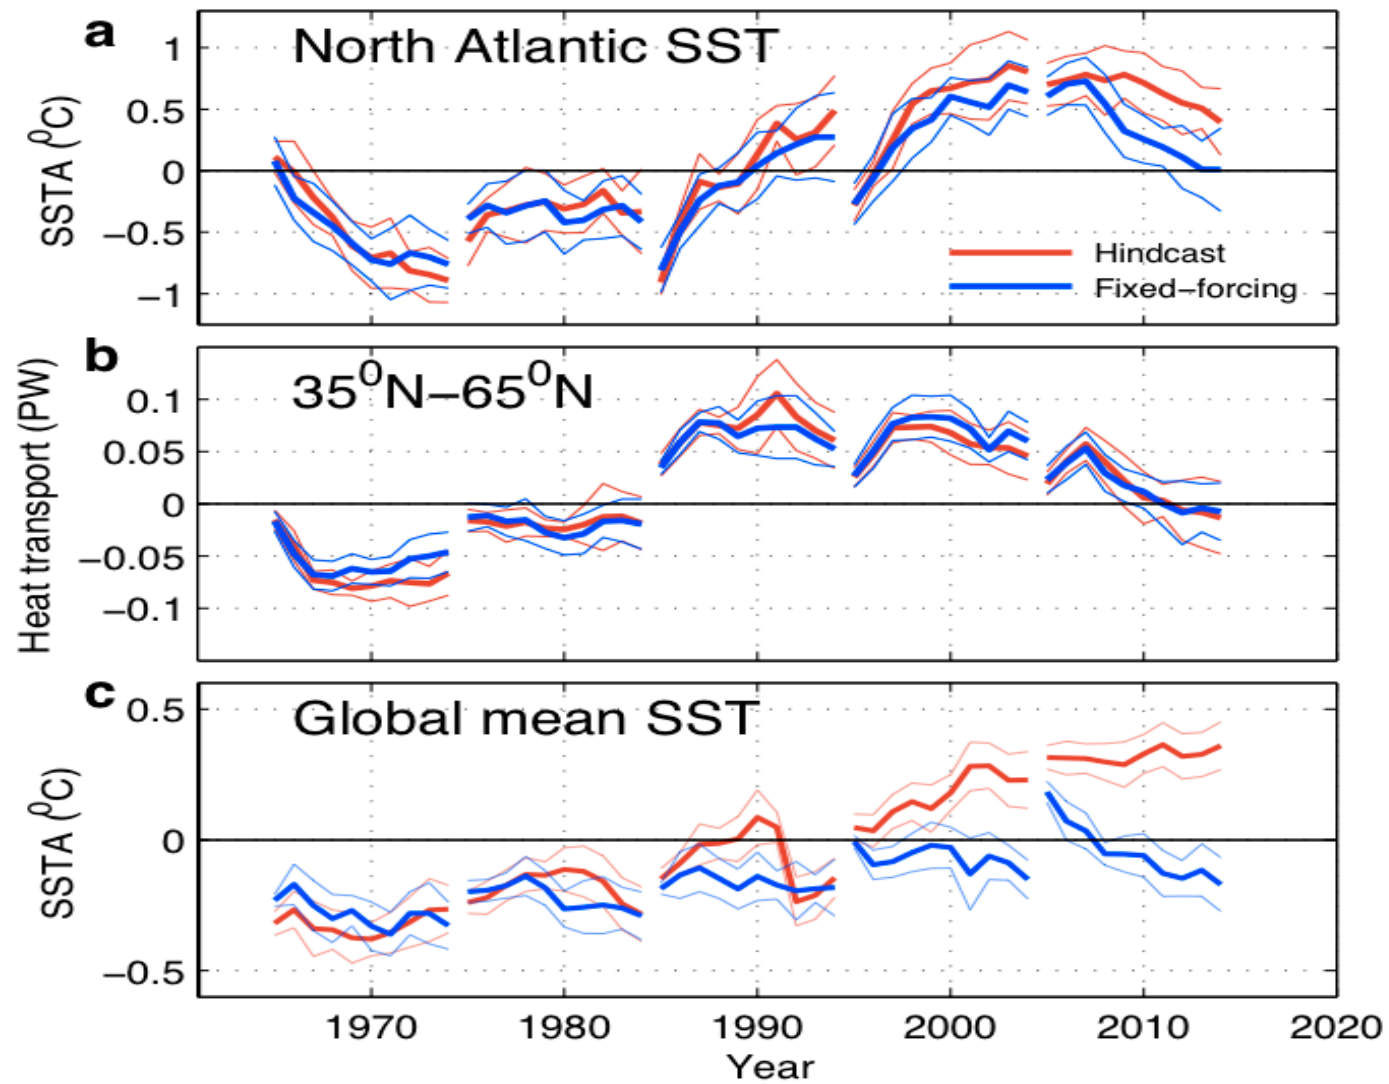 a
North Atlantic SST
SSTA (⁰C)
1
0.5
0
−0.5
−1
Hindcast
Fixed−forcing
b
35⁰N−65⁰N
Heat transport (PW)
0.1
0.05
0
−0.05
−0.1
c
Global mean SST
SSTA (⁰C)
0.5
0
−0.5
1970 1980 1990 2000 2010 2020
Year